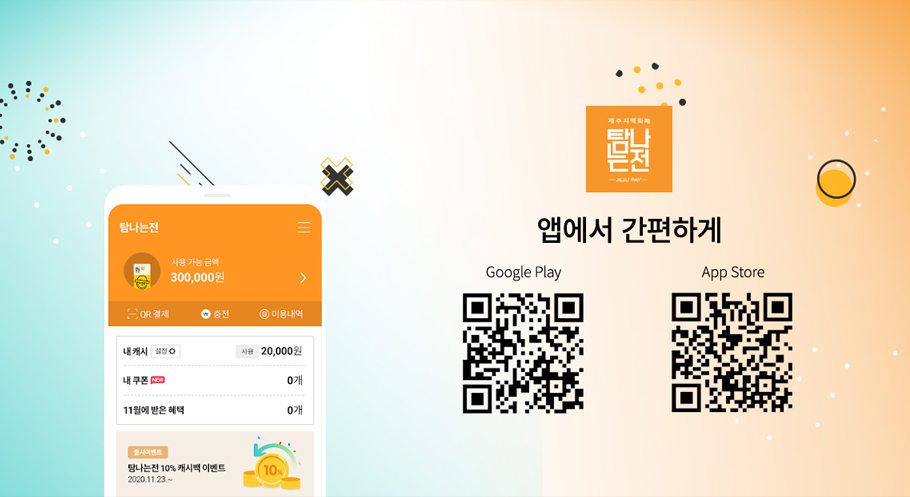 탐나는전
사용 가능 금액
300,000원
QR 결제
충전
이용내역
내 캐시 설정 사용 20,000원
내 쿠폰 NEW 0개
11월에 받은 혜택 0개
출시이벤트
탐나는전 10% 캐시백 이벤트
2020.11.23.~
10%
제주지역화폐
탐나
는전
JEJU PAY
앱에서 간편하게
Google Play
App Store